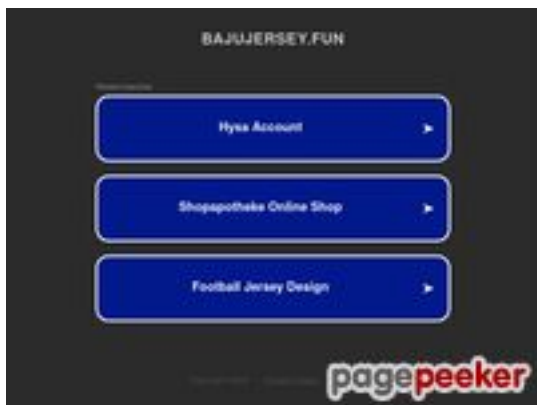 BAJUJERSEY.FUN
Hysa Account
Shopapotheke Online Shop
Football Jersey Design
pagepeeker